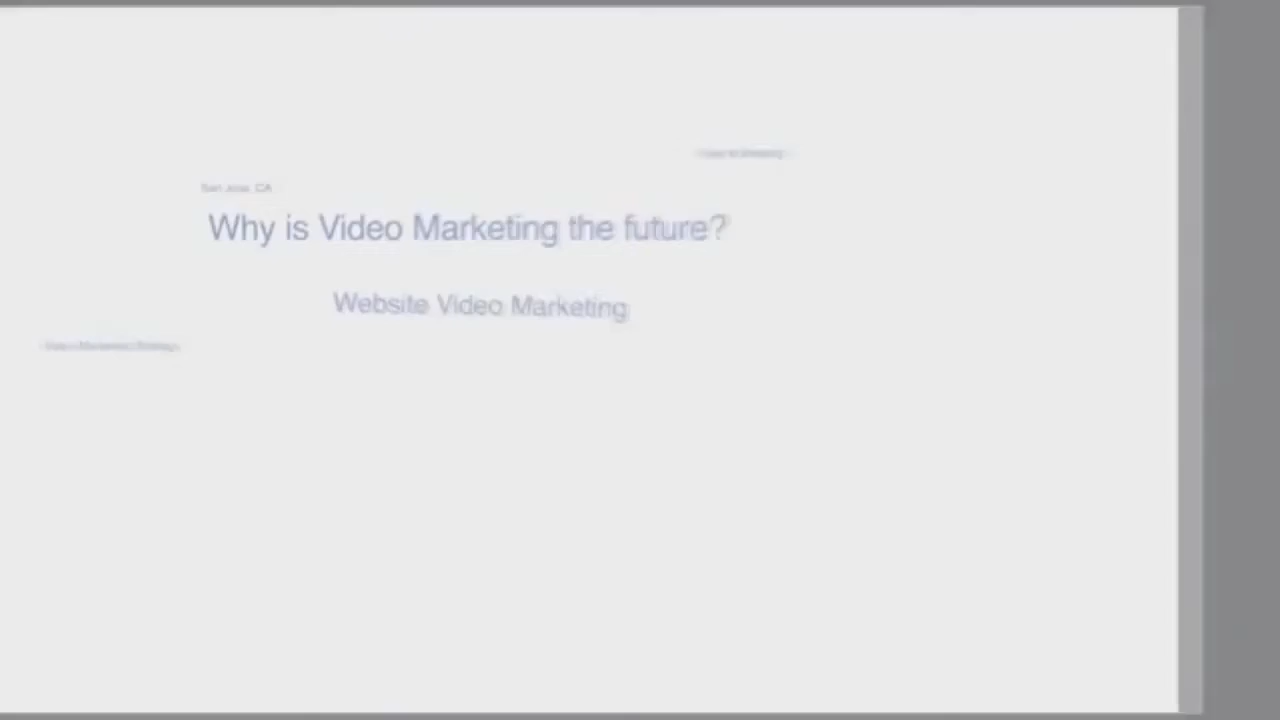 San Jose, CA
Why is Video Marketing the future?
Website Video Marketing